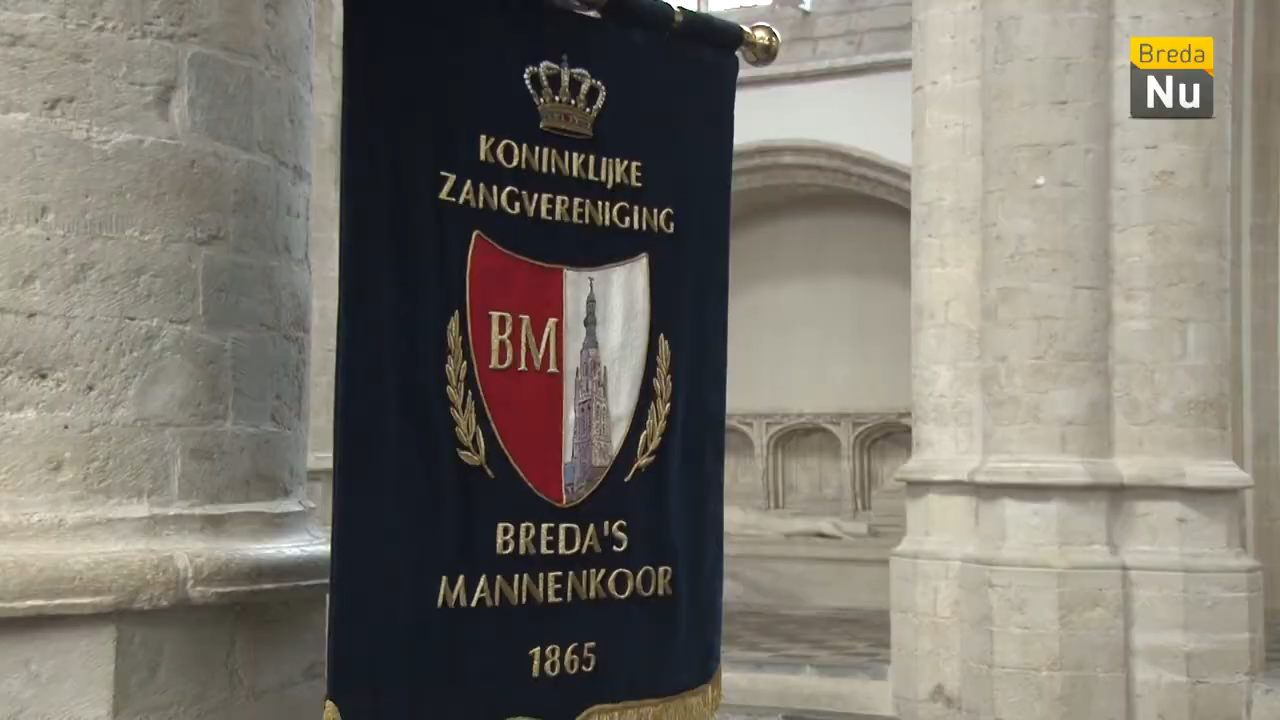 Breda
Nu
KONINKLIJKE
ZANGVERENIGING
BM
BREDA'S
MANNENKOOR
1865